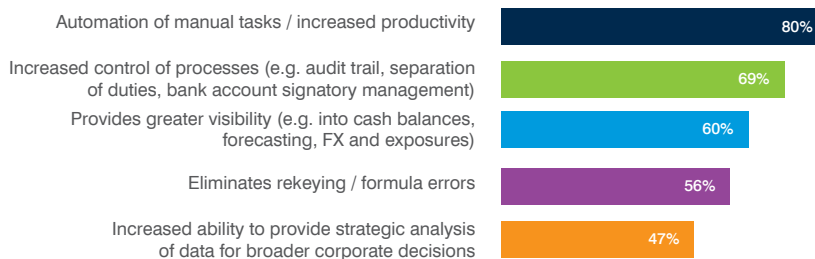 Automation of manual tasks / increased productivity
80%
Increased control of processes (e.g. audit trail, separation
of duties, bank account signatory management)
69%
Provides greater visibility (e.g. into cash balances,
forecasting, FX and exposures)
60%
Eliminates rekeying / formula errors
56%
Increased ability to provide strategic analysis
of data for broader corporate decisions
47%